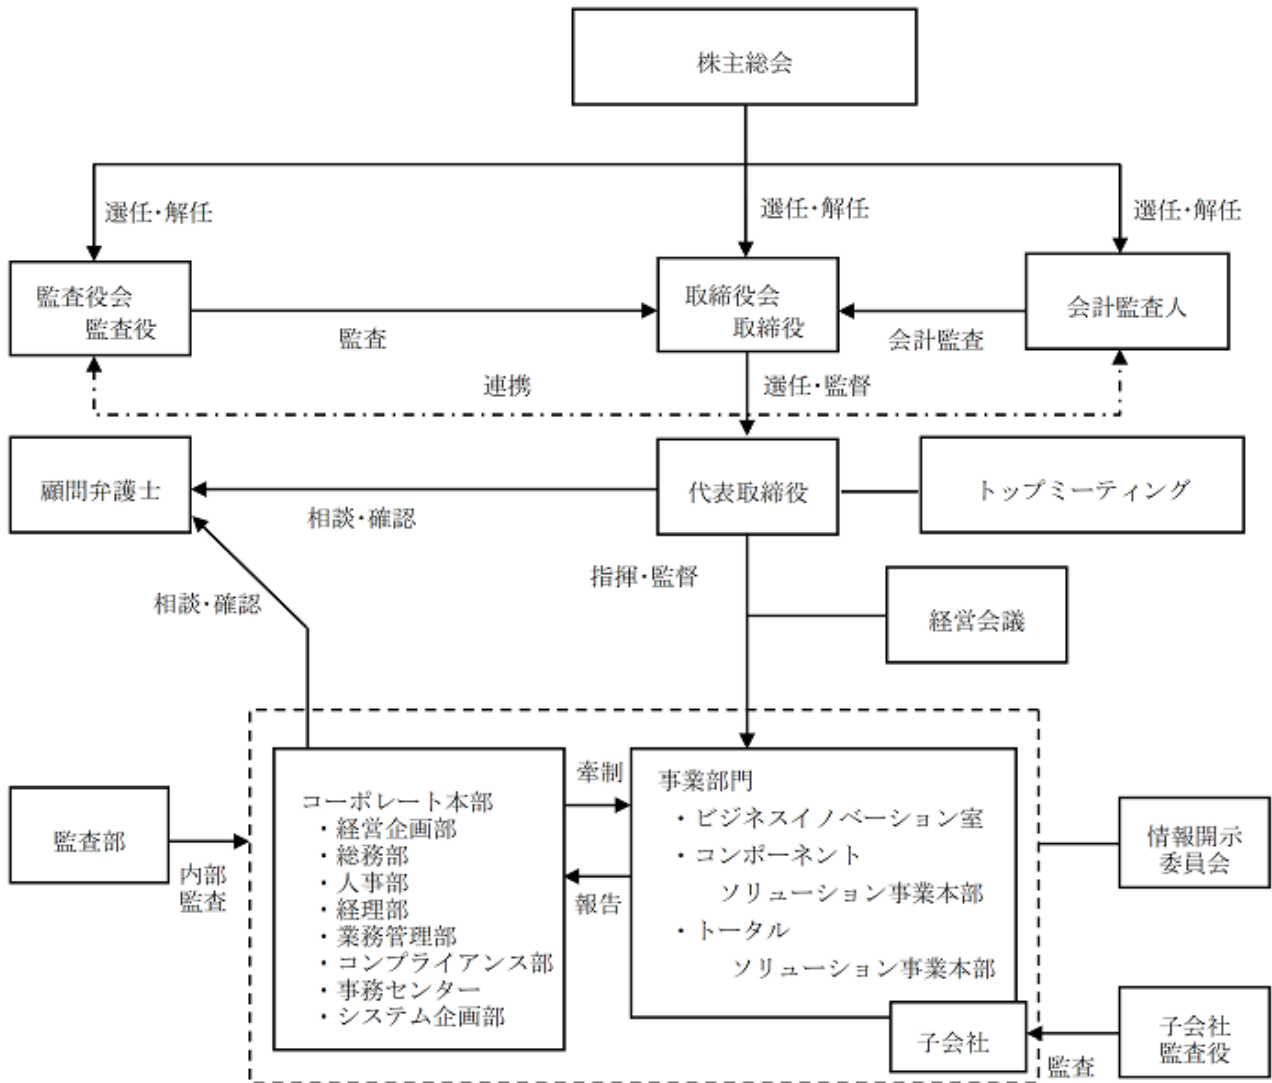 株主総会
選任・解任
選任・解任
選任・解任
監査役会
監査役
監査
取締役会
取締役
会計監査
会計監査人
連携
選任・監督
顧問弁護士
相談・確認
代表取締役
トップミーティング
相談・確認
指揮・監督
経営会議
監査部
内部
監査
コーポレート本部
・経営企画部
・総務部
・人事部
・経理部
・業務管理部
・コンプライアンス部
・事務センター
・システム企画部
牽制
報告
事業部門
・ビジネスイノベーション室
・コンポーネント
ソリューション事業本部
・トータル
ソリューション事業本部
子会社
情報開示
委員会
監査
子会社
監査役